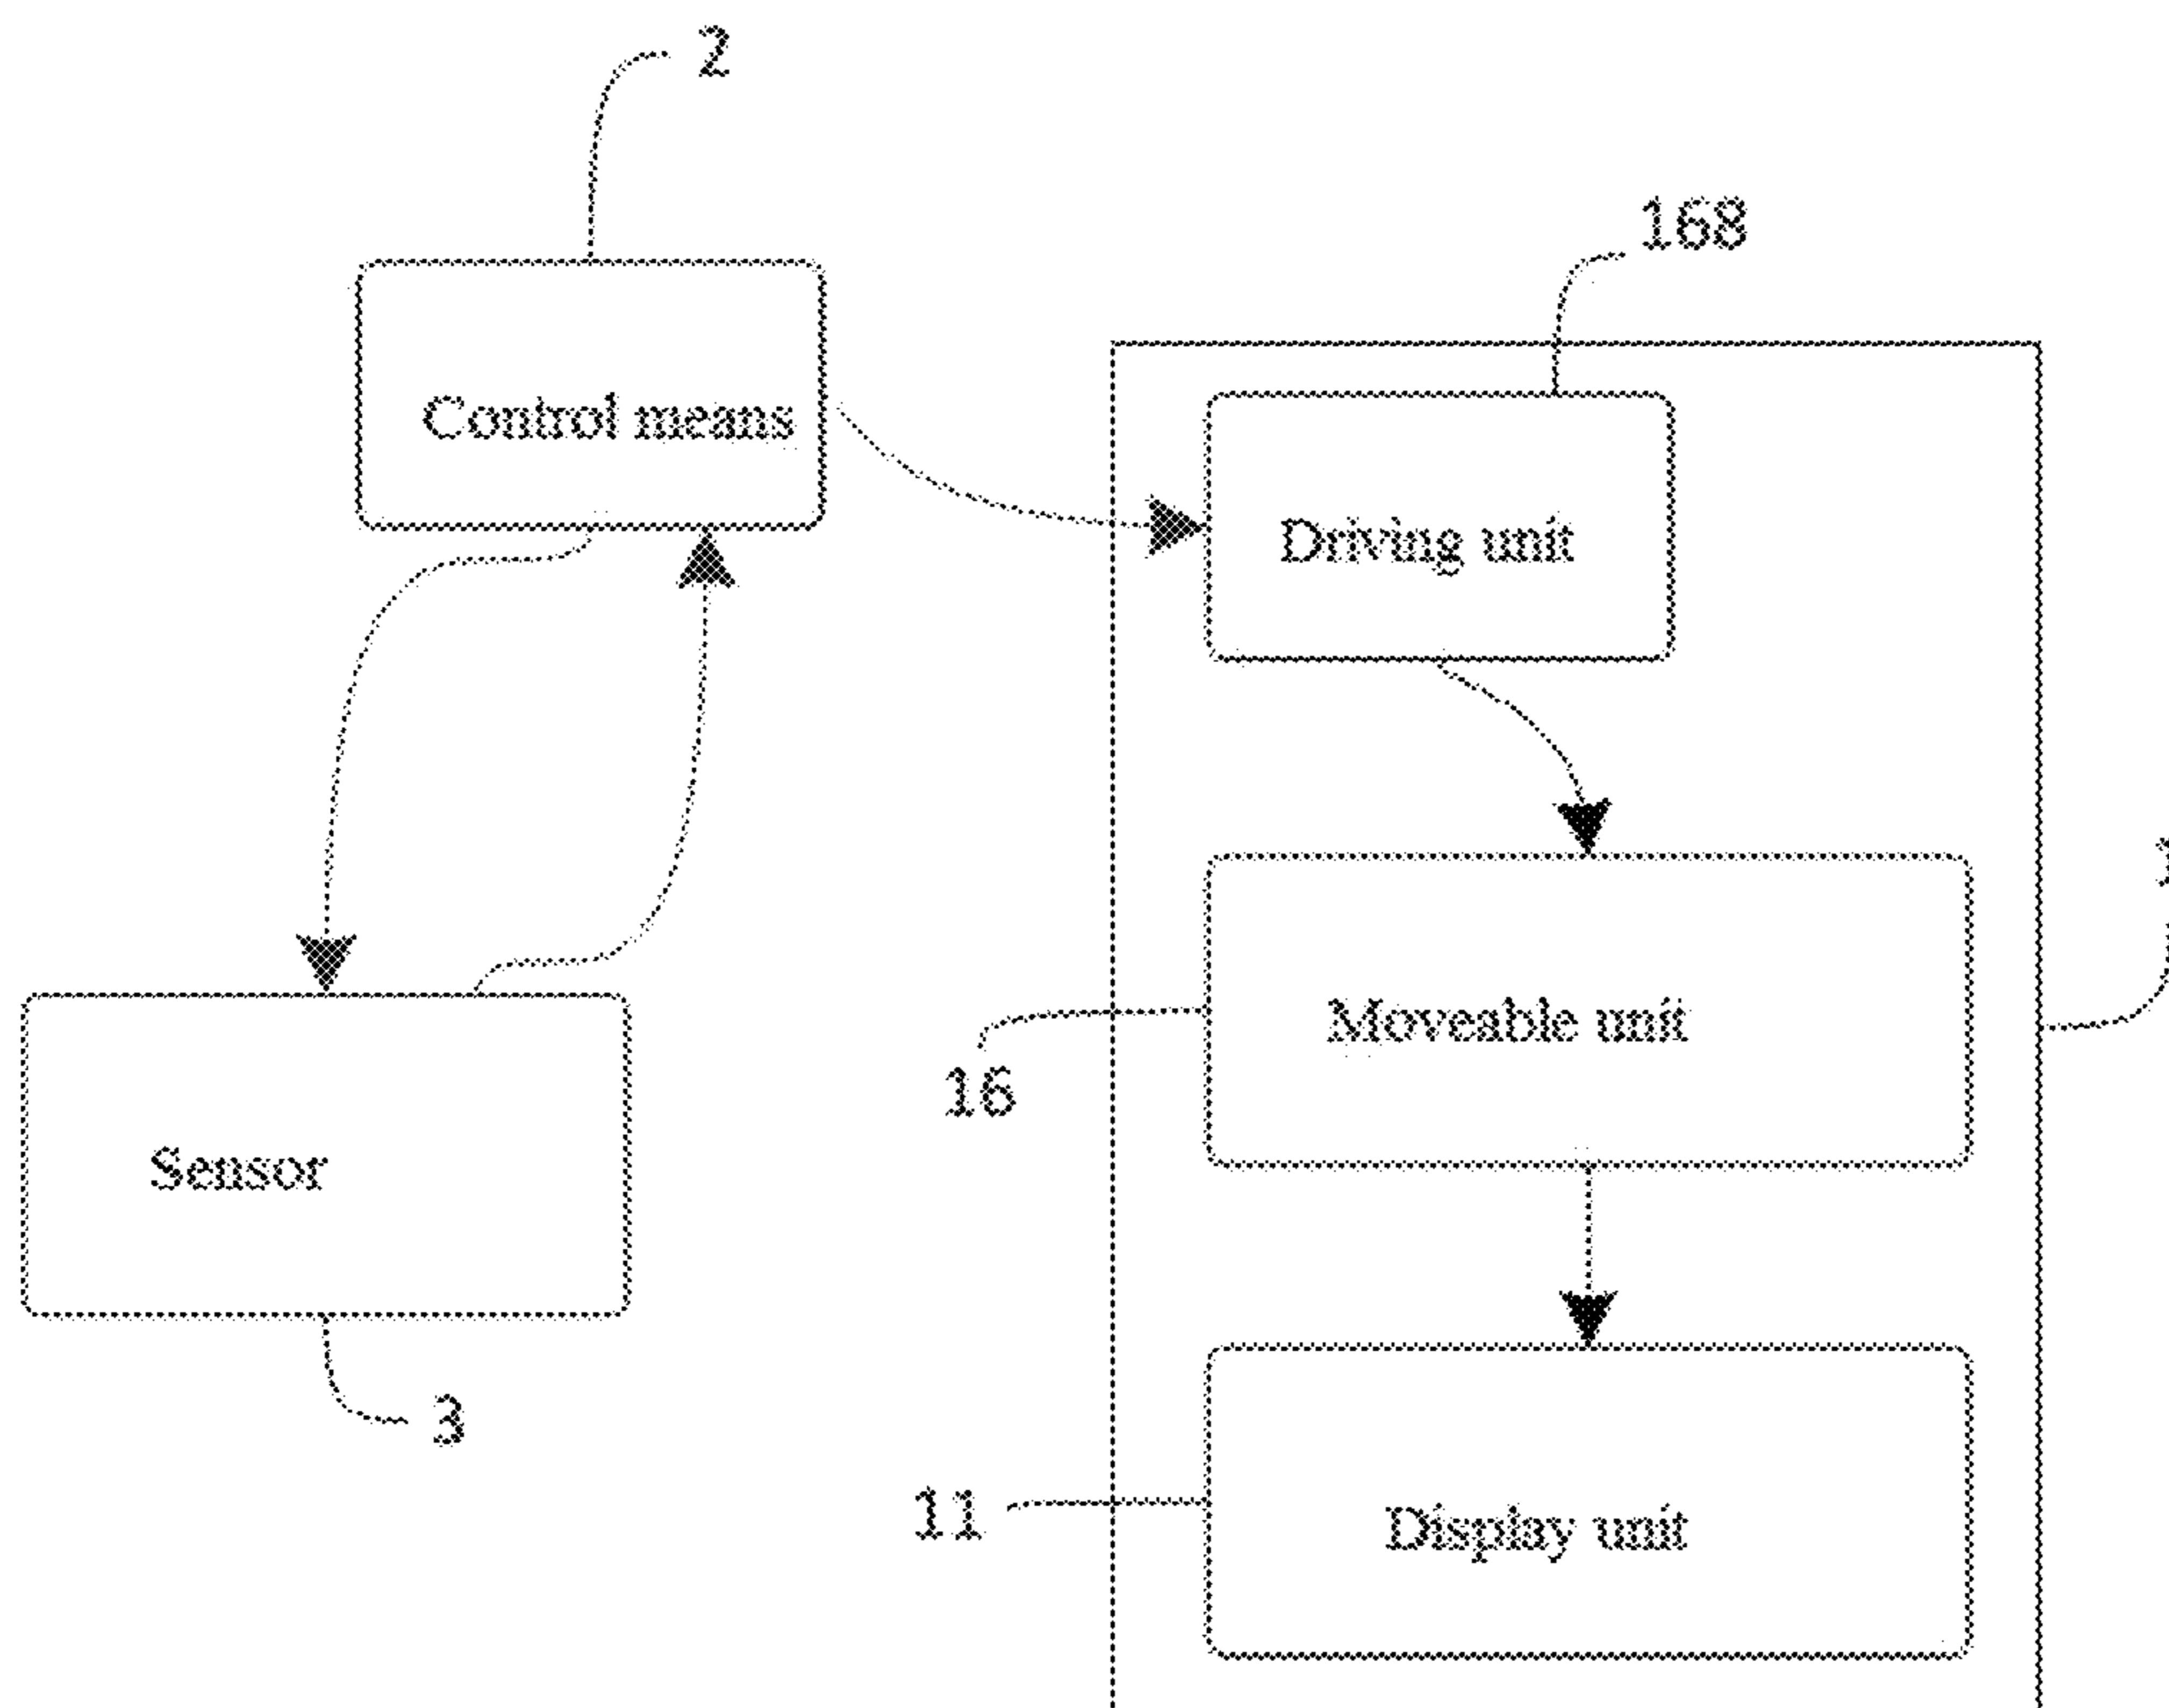 2
168
Control means
Driving unit
Moveable unit
16
Sensor
3
11
Display unit